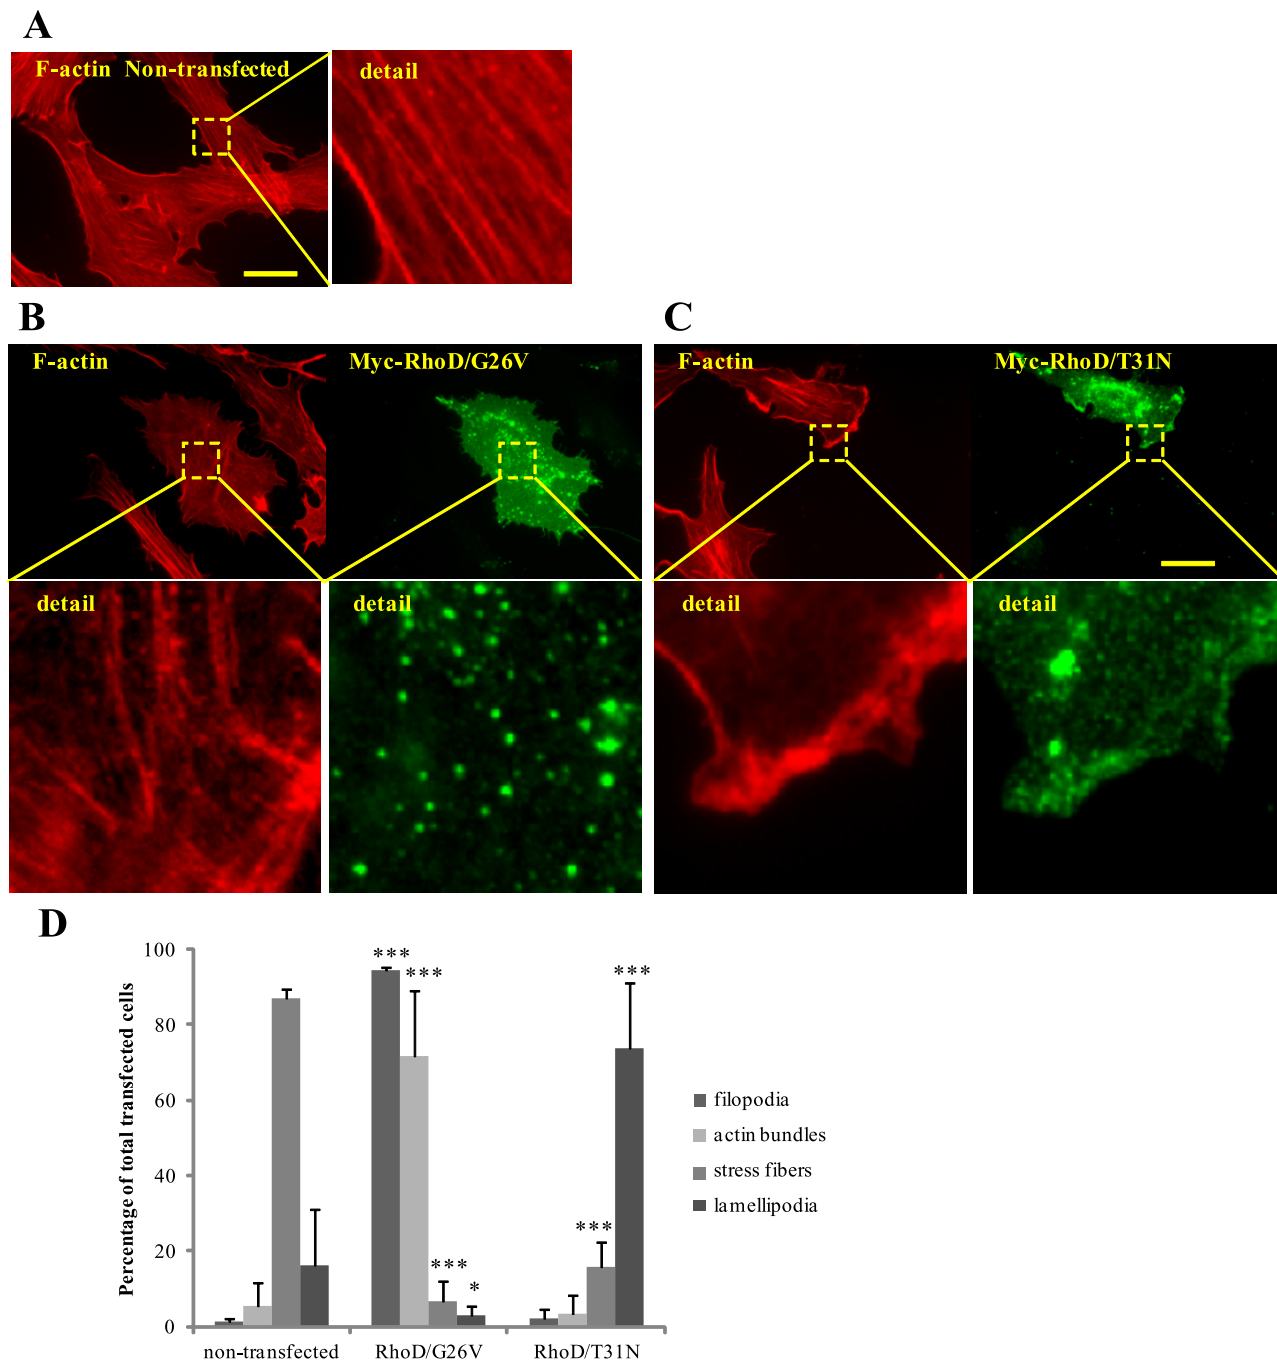 A
F-actin Non-transfected
detail
B
F-actin
Myc-RhoD/G26V
detail
detail
C
F-actin
Myc-RhoD/T31N
detail
detail
D
Percentage of total transfected cells
100
80
60
40
20
0
***
***
***
*
***
***
non-transfected
RhoD/G26V
RhoD/T31N
filopodia
actin bundles
stress fibers
lamellipodia